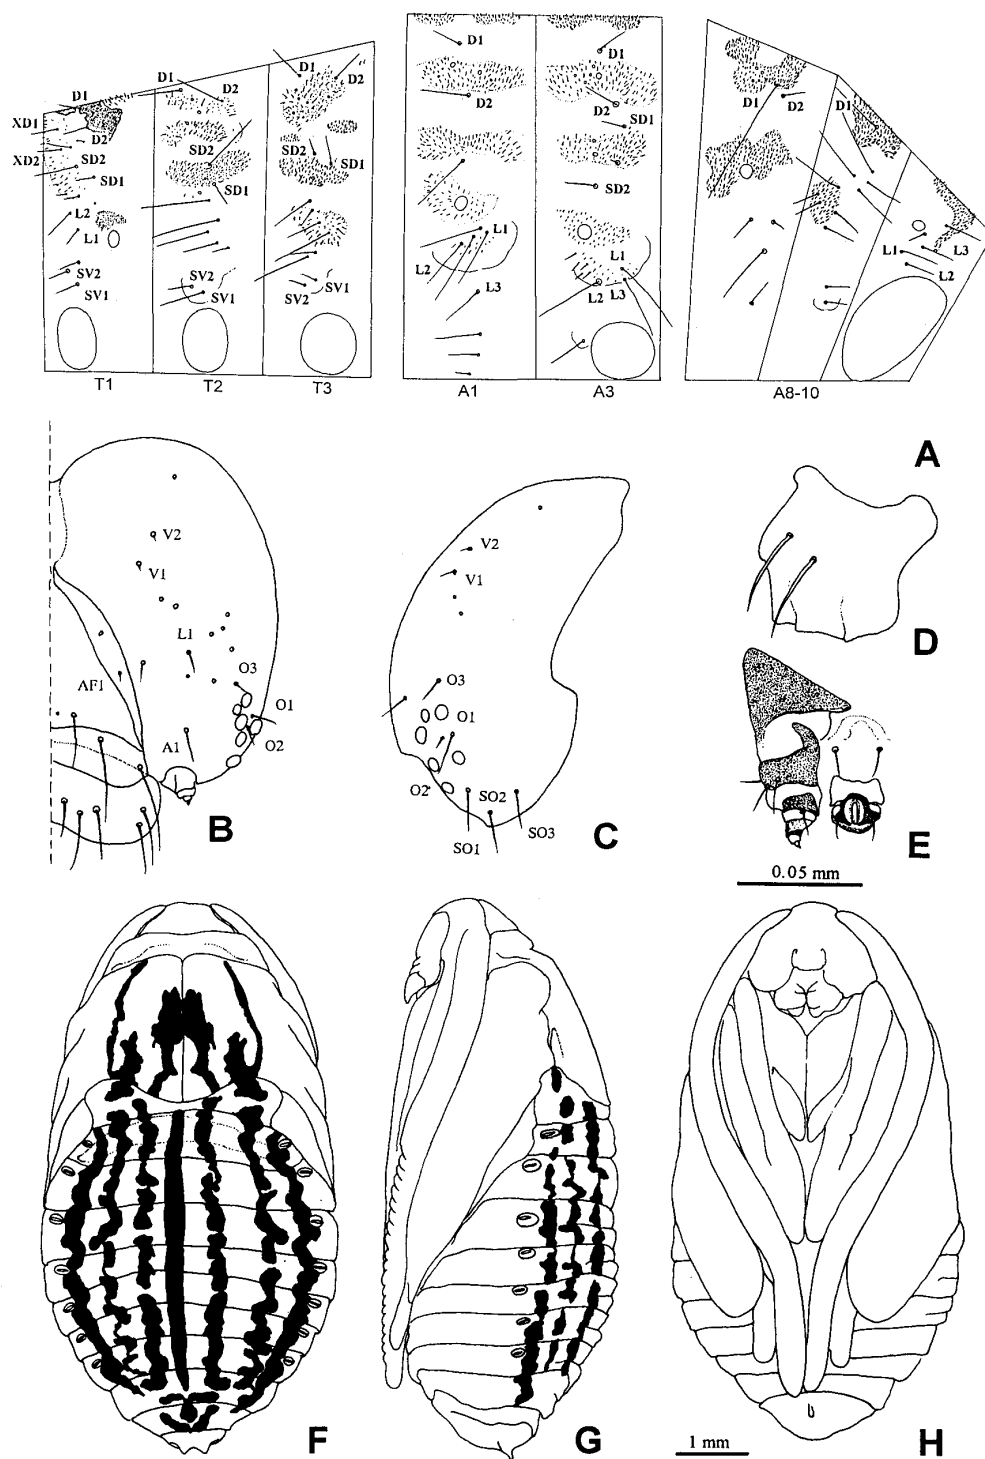 D1
XD1
D2
XD2
SD2
SD1
L2
L1
SV2
SV1
T1
D1
D2
SD2
SD1
SV2
SV1
T2
D1
D2
SD2
SD1
SV1
SV2
T3
D1
D2
L1
L2
L3
A1
D1
D2
SD1
SD2
L1
L2
L3
A3
D1
D2
D1
L1
L3
L2
A8-10
A
V2
V1
L1
AF1
O3
O1
O2
A1
B
V2
V1
O3
O1
O2
SO2
SO1
SO3
C
D
E
0.05 mm
F
G
H
1 mm